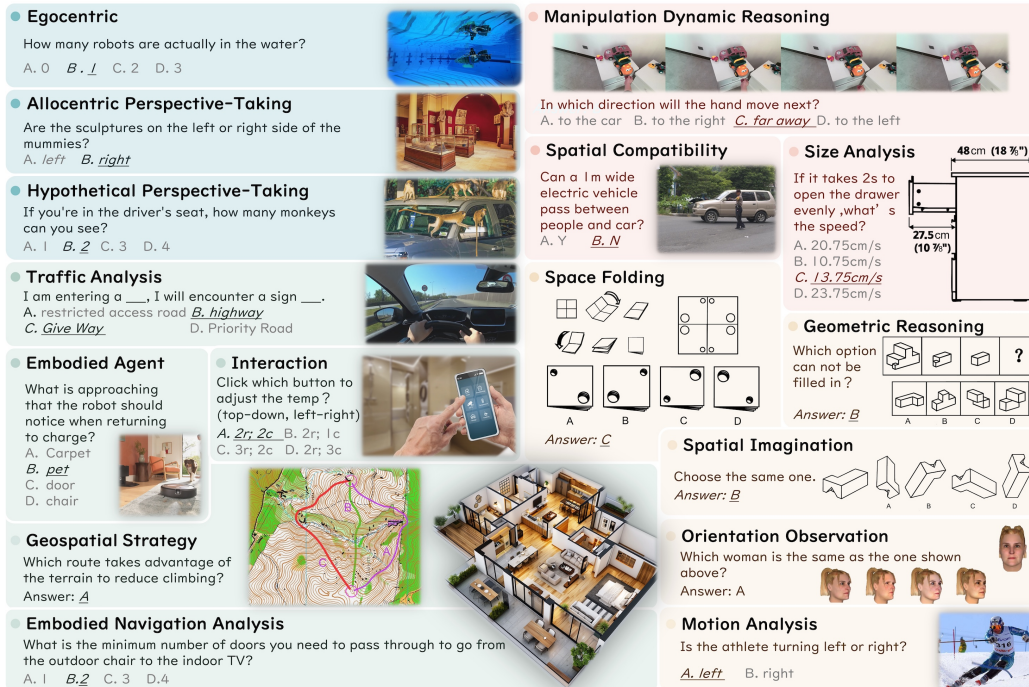 Egocentric
How many robots are actually in the water?
A. 0 B. 1 C. 2 D. 3
Allocentric Perspective-Taking
Are the sculptures on the left or right side of the
mummies?
A. left B. right
Hypothetical Perspective-Taking
If you're in the driver's seat, how many monkeys
can you see?
A. 1 B. 2 C. 3 D. 4
Traffic Analysis
I am entering a ___, I will encounter a sign ___.
A. restricted access road B. highway
C. Give Way D. Priority Road
Embodied Agent
What is approaching
that the robot should
notice when returning
to charge?
A. Carpet
B. pet
C. door
D. chair
Interaction
Click which button to
adjust the temp?
(top-down, left-right)
A. 2r; 2c B. 2r; 1c
C. 3r; 2c D. 2r; 3c
Geospatial Strategy
Which route takes advantage of
the terrain to reduce climbing?
Answer: A
B
A
C
Embodied Navigation Analysis
What is the minimum number of doors you need to pass through to go from
the outdoor chair to the indoor TV?
A. 1 B.2 C. 3 D.4
Manipulation Dynamic Reasoning
In which direction will the hand move next?
A. to the car B. to the right C. far away D. to the left
Spatial Compatibility
Can a 1m wide
electric vehicle
pass between
people and car?
A. Y B. N
Size Analysis
If it takes 2s to
open the drawer
evenly ,what's
the speed?
A. 20.75cm/s
B. 10.75cm/s
C. 13.75cm/s
D. 23.75cm/s
48 cm (18 ⅞")
27.5 cm
(10 ⅞")
Space Folding
A B C D
Answer: C
Geometric Reasoning
Which option
can not be
filled in?
Answer: B
?
A B C D
Spatial Imagination
Choose the same one.
Answer: B
A B C D
Orientation Observation
Which woman is the same as the one shown
above?
Answer: A
Motion Analysis
Is the athlete turning left or right?
A. left B. right
316